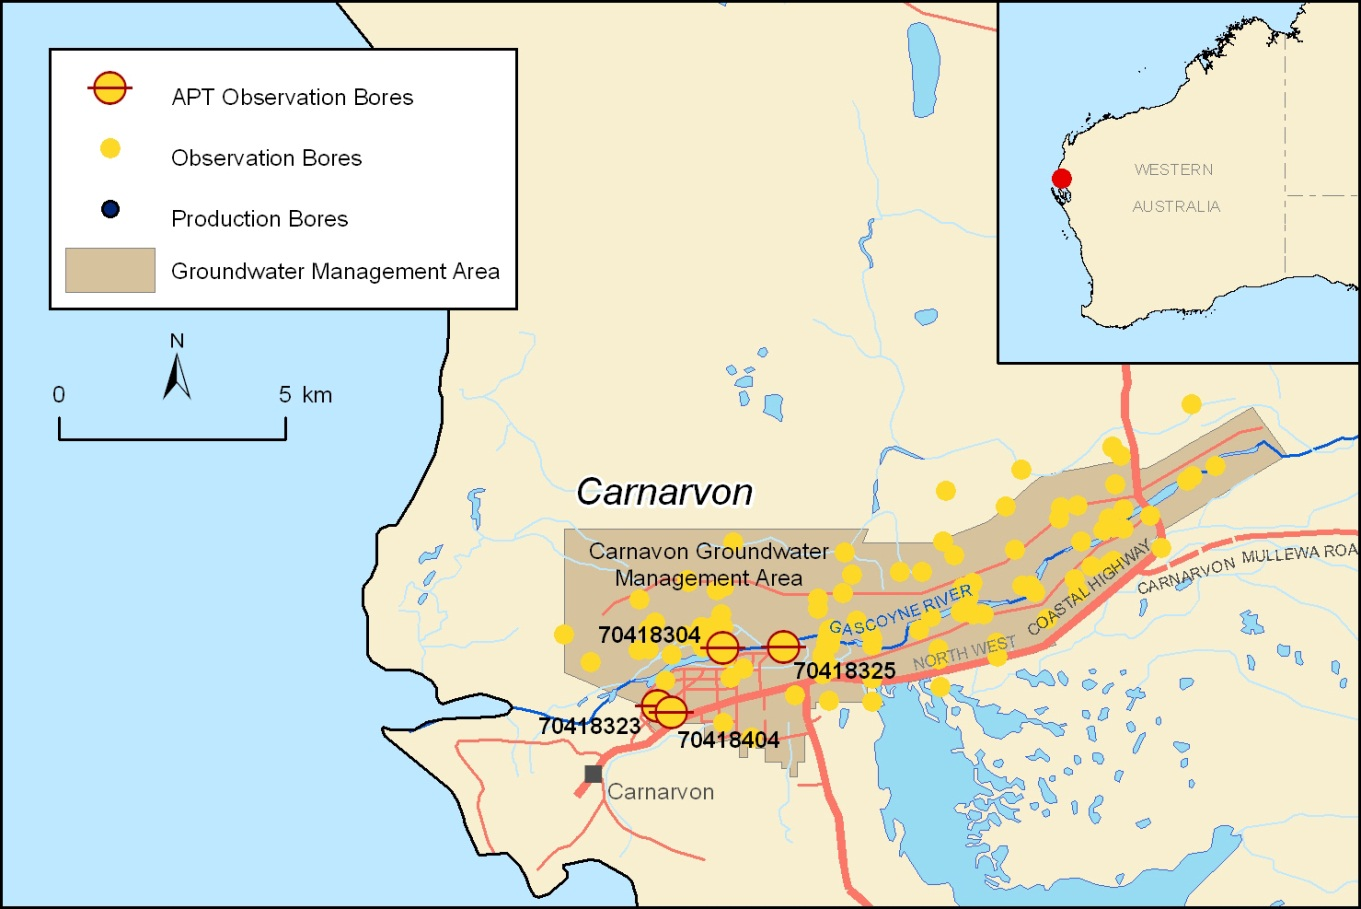 APT Observation Bores
Observation Bores
Production Bores
Groundwater Management Area
N
0
5 km
WESTERN
AUSTRALIA
Carnarvon
Carnavon Groundwater
Management Area
70418304
70418325
70418323
70418404
GASCOYNE RIVER
NORTH WEST
COASTAL HIGHWAY
CARNARVON MULLEWA ROA
Carnarvon